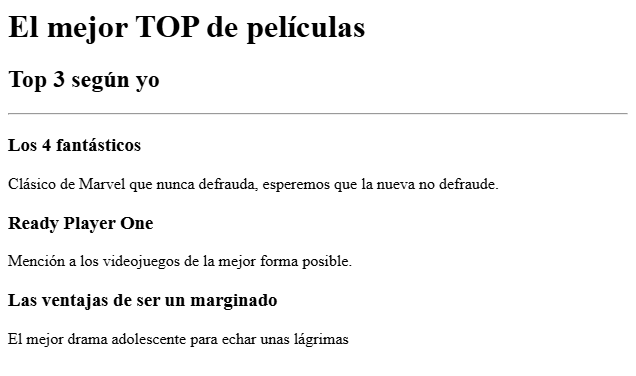 El mejor TOP de películas
Top 3 según yo
Los 4 fantásticos
Clásico de Marvel que nunca defrauda, esperemos que la nueva no defraude.
Ready Player One
Mención a los videojuegos de la mejor forma posible.
Las ventajas de ser un marginado
El mejor drama adolescente para echar unas lágrimas